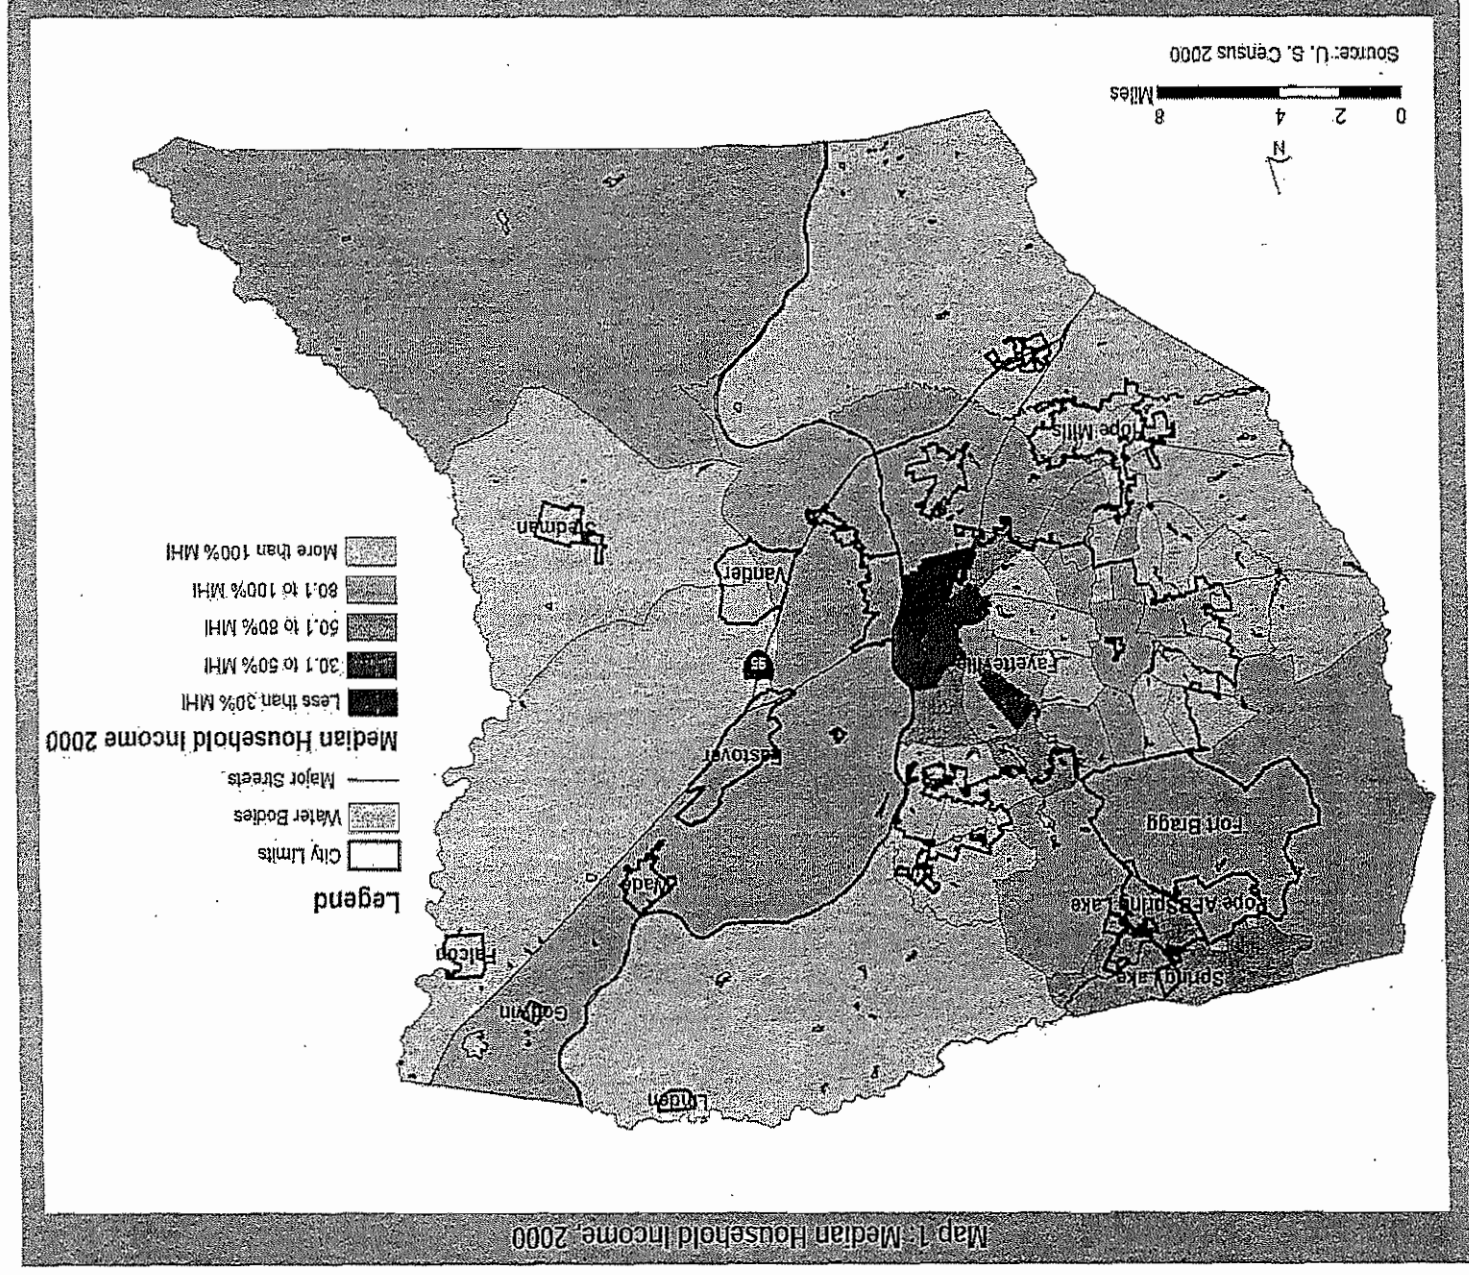 Map 1: Median Household Income, 2000
Linden
Godwin
Falcon
Spring Lake
Pope AFB
Spring Lake
Wade
Fort Bragg
Eastover
Fayetteville
95
Vander
Stedman
Hope Mills
Legend
City Limits
Water Bodies
Major Streets
Median Household Income 2000
Less than 30% MHI
30.1 to 50% MHI
50.1 to 80% MHI
80.1 to 100% MHI
More than 100% MHI
N
0 2 4 8
Miles
Source: U. S. Census 2000